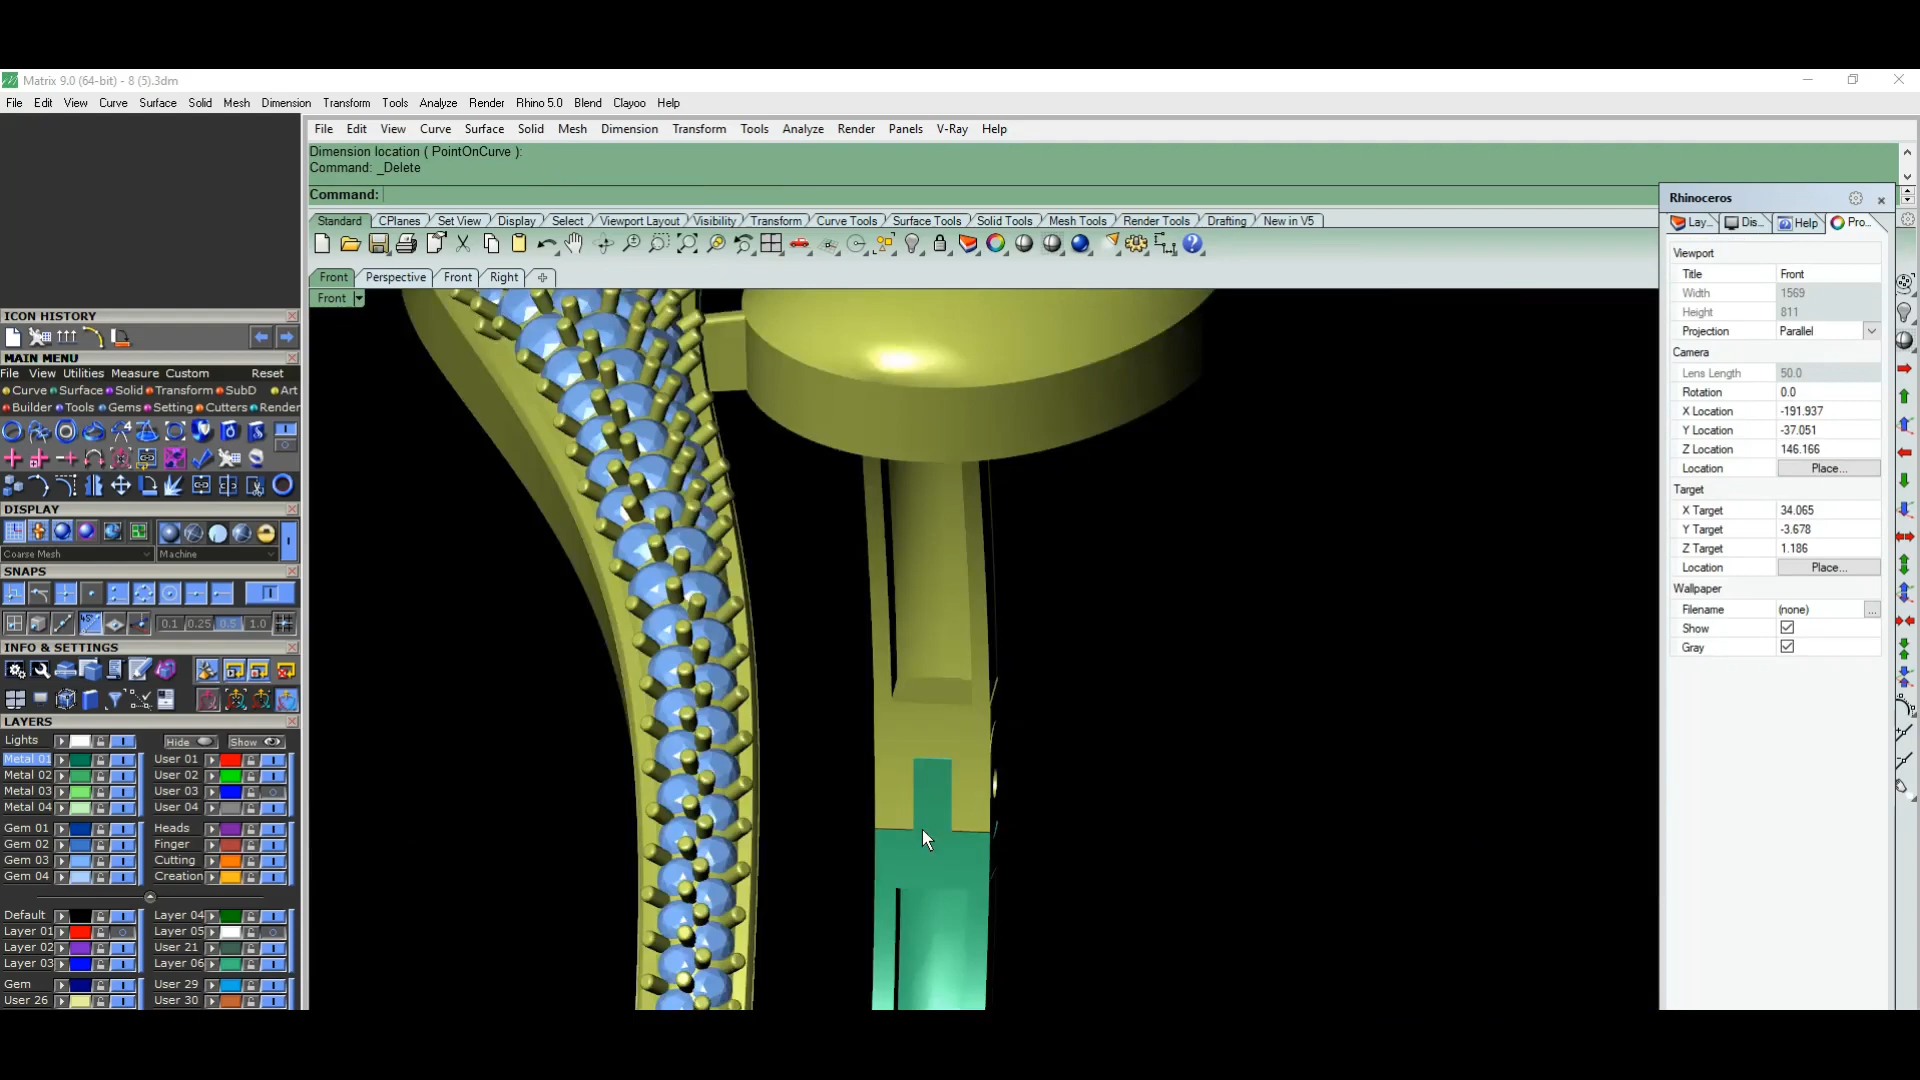 Matrix 9.0 (64-bit) - 8 (5).3dm
File Edit View Curve Surface Solid Mesh Dimension Transform Tools Analyze Render Rhino 5.0 Blend Clayoo Help
File Edit View Curve Surface Solid Mesh Dimension Transform Tools Analyze Render Panels V-Ray Help
Dimension location ( PointOnCurve ):
Command: _Delete
Command:
Standard CPlanes Set View Display Select Viewport Layout Visibility Transform Curve Tools Surface Tools Solid Tools Mesh Tools Render Tools Drafting New in V5
Front Perspective Front Right
Front
ICON HISTORY
MAIN MENU
File View Utilities Measure Custom Reset
Curve Surface Solid Transform SubD Art
Builder Tools Gems Setting Cutters Render
DISPLAY
Coarse Mesh Machine
SNAPS
45°
0.1 0.25 0.5 1.0
INFO & SETTINGS
LAYERS
Lights Hide Show
Metal 01 User 01
Metal 02 User 02
Metal 03 User 03
Metal 04 User 04
Gem 01 Heads
Gem 02 Finger
Gem 03 Cutting
Gem 04 Creation
Default Layer 04
Layer 01 Layer 05
Layer 02 User 21
Layer 03 Layer 06
Gem User 29
User 26 User 30
Rhinoceros
Lay... Dis... Help Pro...
Viewport
Title Front
Width 1569
Height 811
Projection Parallel
Camera
Lens Length 50.0
Rotation 0.0
X Location -191.937
Y Location -37.051
Z Location 146.166
Location Place...
Target
X Target 34.065
Y Target -3.678
Z Target 1.186
Location Place...
Wallpaper
Filename (none) ...
Show
Gray